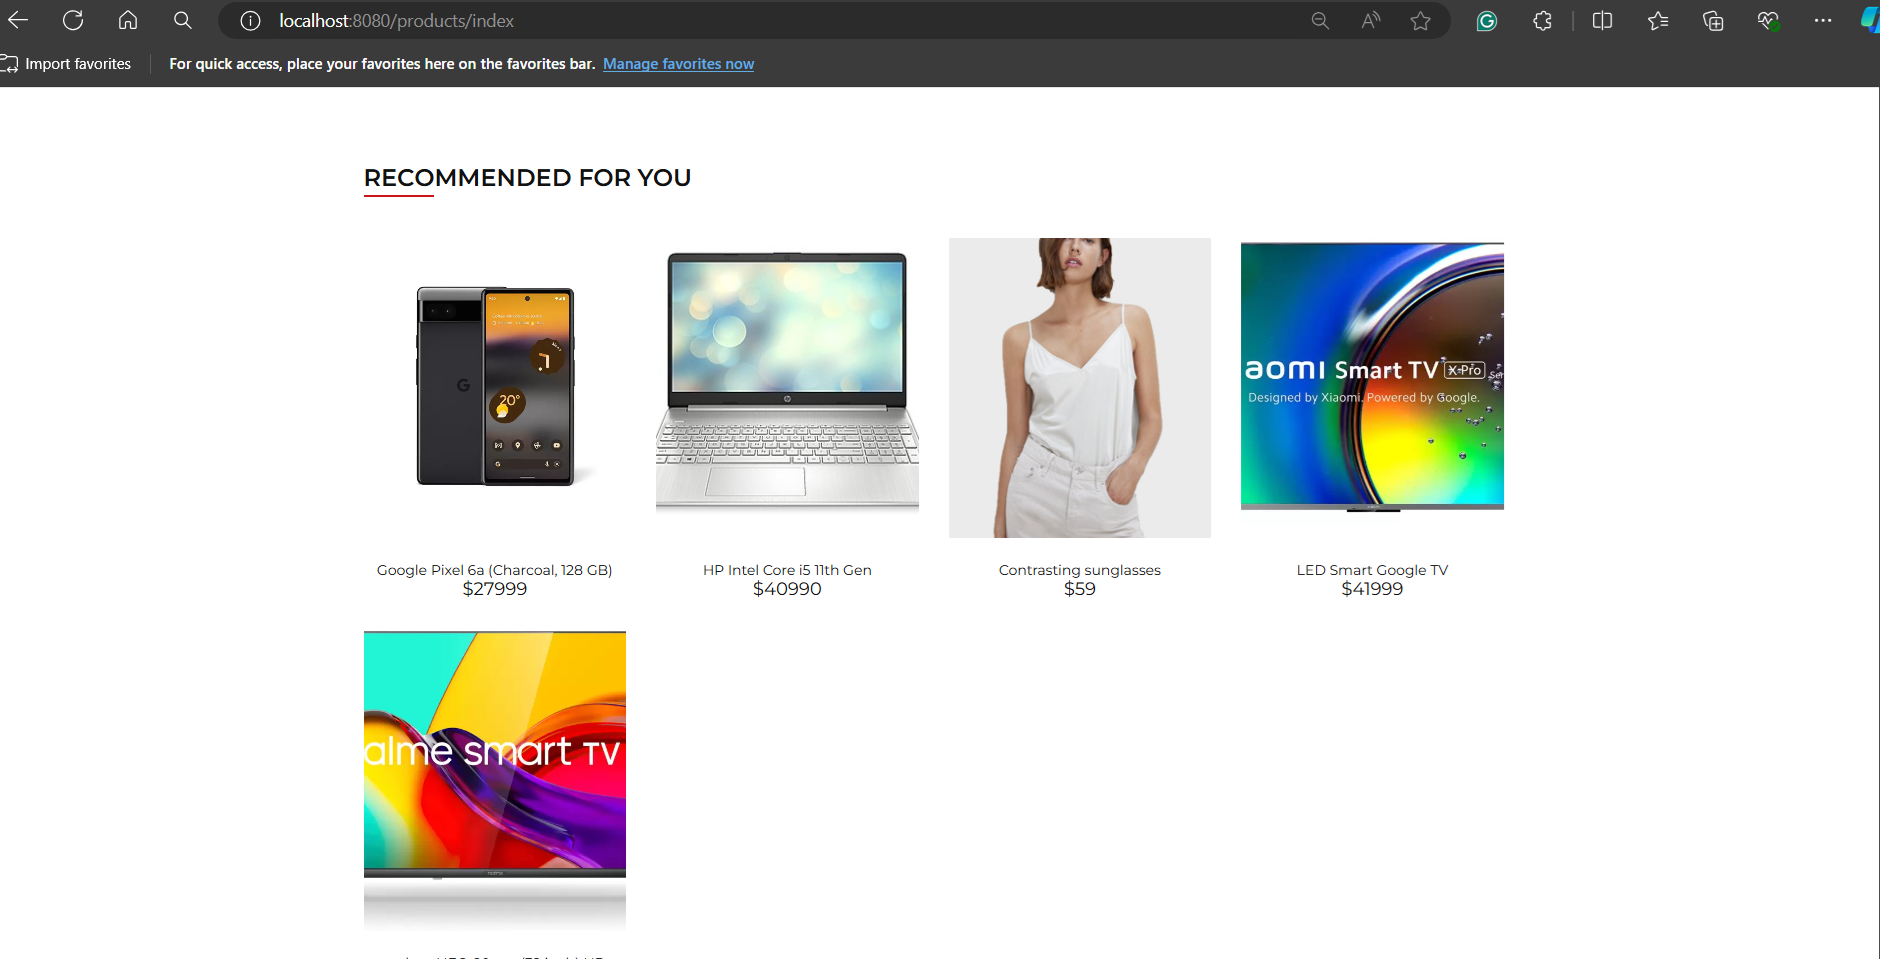 localhost:8080/products/index
Import favorites
For quick access, place your favorites here on the favorites bar. Manage favorites now
RECOMMENDED FOR YOU
20°
aomi Smart TV X-Pro Ser
Designed by Xiaomi. Powered by Google.
Google Pixel 6a (Charcoal, 128 GB)
$27999
HP Intel Core i5 11th Gen
$40990
Contrasting sunglasses
$59
LED Smart Google TV
$41999
alme smart TV
realme